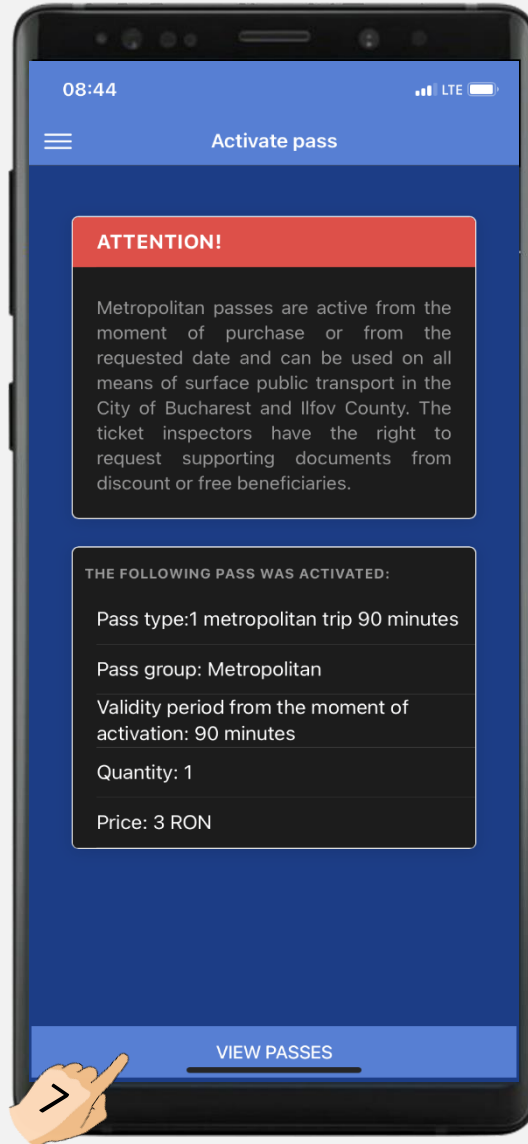 08:44
LTE
Activate pass
ATTENTION!
Metropolitan passes are active from the
moment of purchase or from the
requested date and can be used on all
means of surface public transport in the
City of Bucharest and Ilfov County. The
ticket inspectors have the right to
request supporting documents from
discount or free beneficiaries.
THE FOLLOWING PASS WAS ACTIVATED:
Pass type:1 metropolitan trip 90 minutes
Pass group: Metropolitan
Validity period from the moment of
activation: 90 minutes
Quantity: 1
Price: 3 RON
VIEW PASSES
7